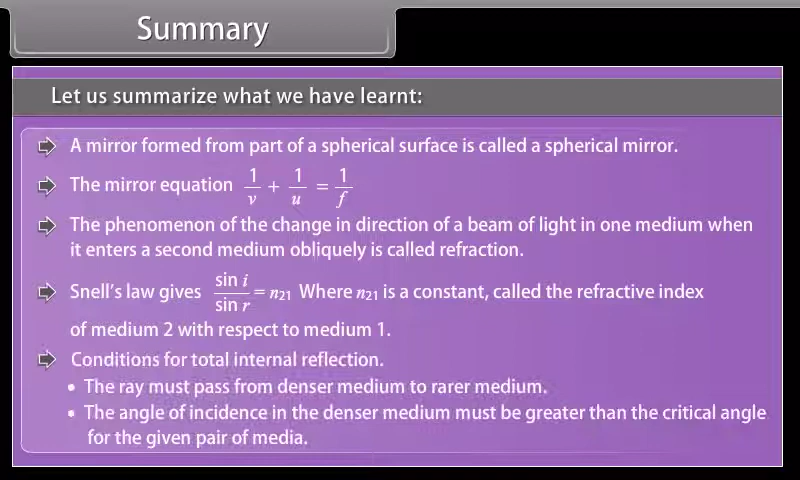 Summary
Let us summarize what we have learnt:
A mirror formed from part of a spherical surface is called a spherical mirror.
The mirror equation 1/v + 1/u = 1/f
The phenomenon of the change in direction of a beam of light in one medium when
it enters a second medium obliquely is called refraction.
Snell's law gives sin i/sin r = n₂₁ Where n₂₁ is a constant, called the refractive index
of medium 2 with respect to medium 1.
Conditions for total internal reflection.
• The ray must pass from denser medium to rarer medium.
• The angle of incidence in the denser medium must be greater than the critical angle
for the given pair of media.